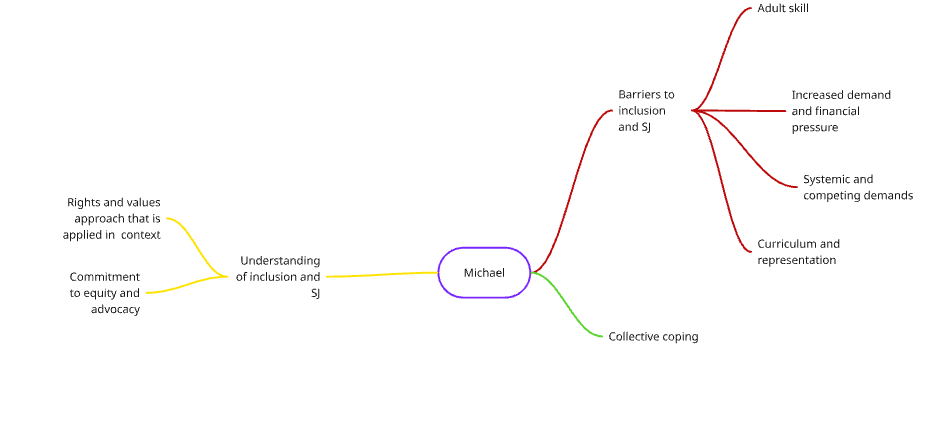 Adult skill
Barriers to
inclusion
and SJ
Increased demand
and financial
pressure
Systemic and
competing demands
Curriculum and
representation
Rights and values
approach that is
applied in  context
Understanding
of inclusion and
SJ
Commitment
to equity and
advocacy
Michael
Collective coping